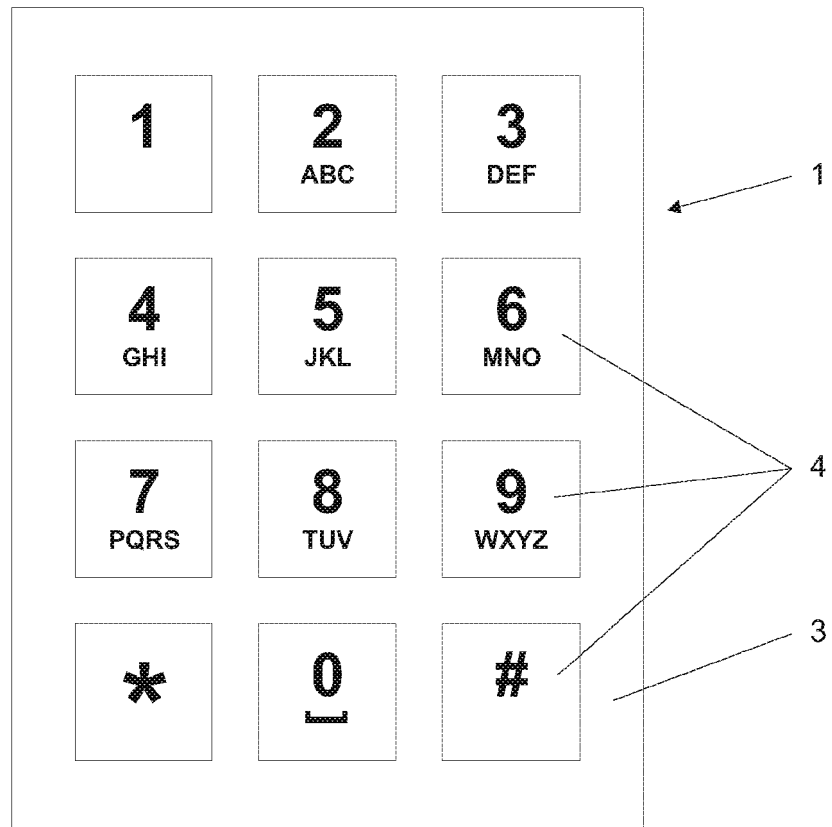 1 2 3
ABC DEF
1
4 5 6
GHI JKL MNO
7 8 9
PQRS TUV WXYZ
4
3
* 0 #